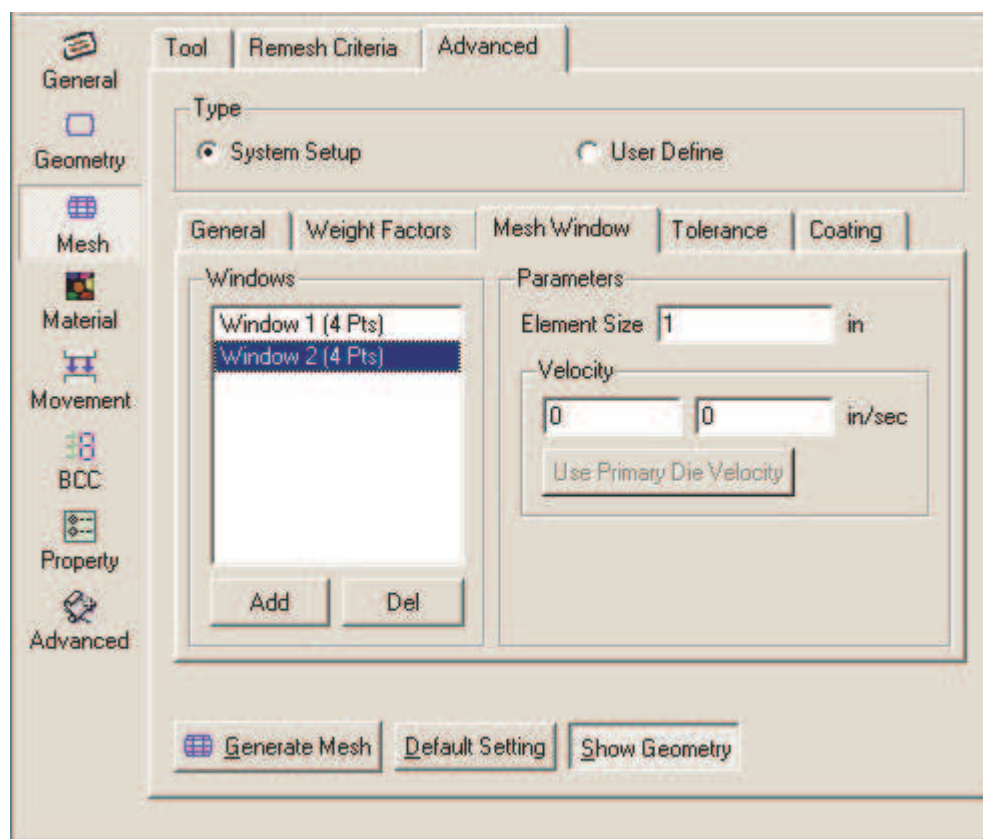 General
Geometry
Mesh
Material
Movement
BCC
Property
Advanced
Tool
Remesh Criteria
Advanced
Type
System Setup
User Define
General
Weight Factors
Mesh Window
Tolerance
Coating
Windows
Window 1 (4 Pts)
Window 2 (4 Pts)
Add
Del
Parameters
Element Size 1 in
Velocity
0 0 in/sec
Use Primary Die Velocity
Generate Mesh
Default Setting
Show Geometry